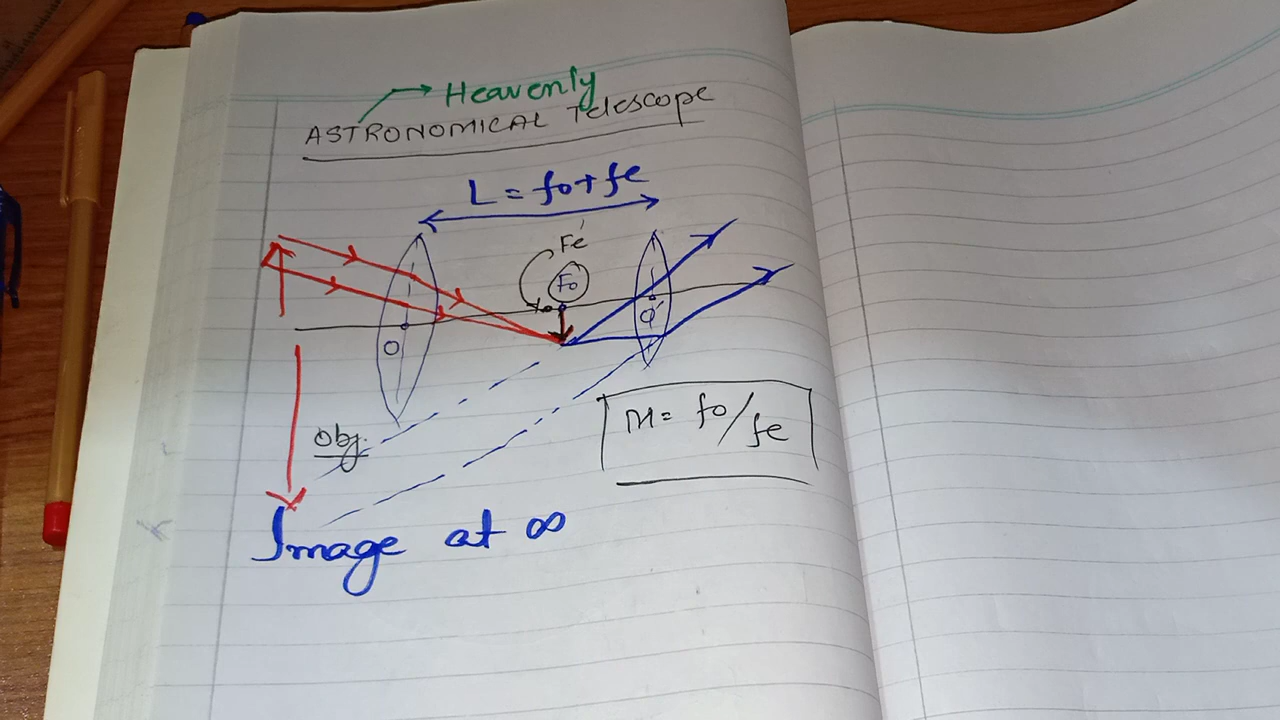 Heavenly
ASTRONOMICAL Telescope
L = fo + fe
Fe'
Fo
O
O'
Obj.
M = fo/fe
Image at ∞